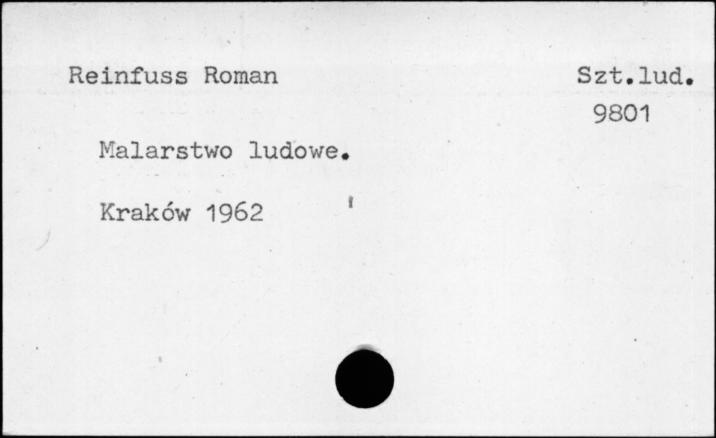 Reinfuss Roman Szt.lud.
9801
Malarstwo ludowe.
Kraków 1962